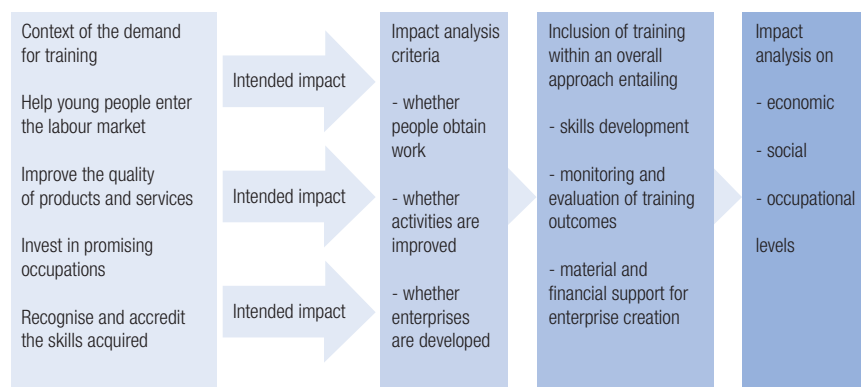 Context of the demand
for training
Help young people enter
the labour market
Improve the quality
of products and services
Invest in promising
occupations
Recognise and accredit
the skills acquired
Intended impact
Intended impact
Intended impact
Impact analysis
criteria
- whether
people obtain
work
- whether
activities are
improved
- whether
enterprises
are developed
Inclusion of training
within an overall
approach entailing
- skills development
- monitoring and
evaluation of training
outcomes
- material and
financial support for
enterprise creation
Impact
analysis on
- economic
- social
- occupational
levels